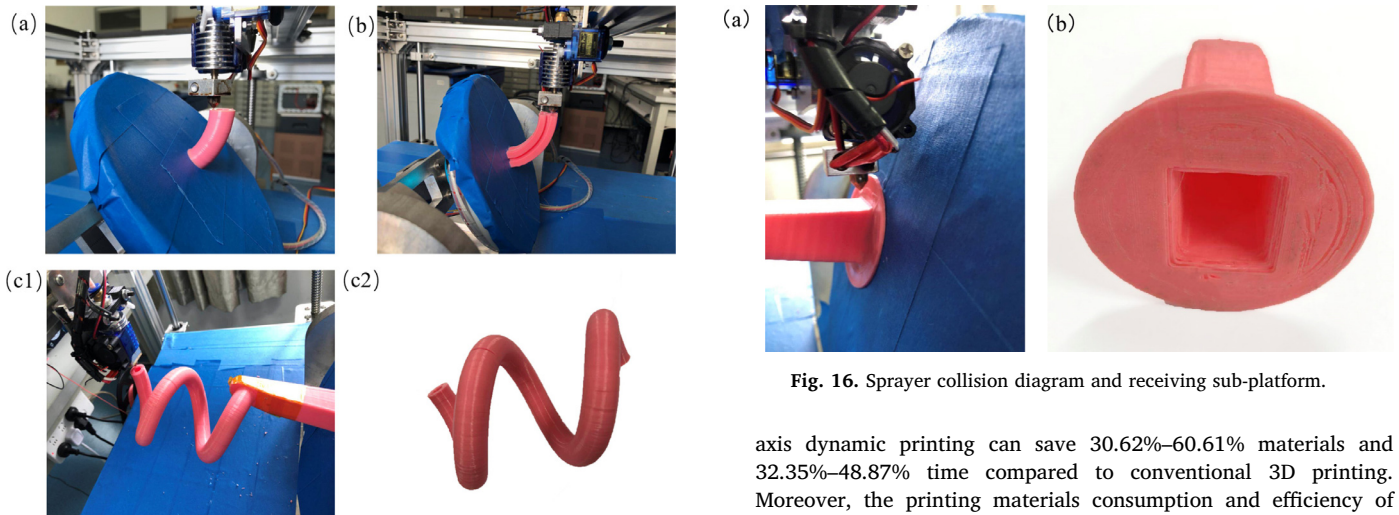 (a)
(b)
(c1)
(c2)
(a)
(b)
Fig. 16. Sprayer collision diagram and receiving sub-platform.
axis dynamic printing can save 30.62%–60.61% materials and
32.35%–48.87% time compared to conventional 3D printing.
Moreover, the printing materials consumption and efficiency of